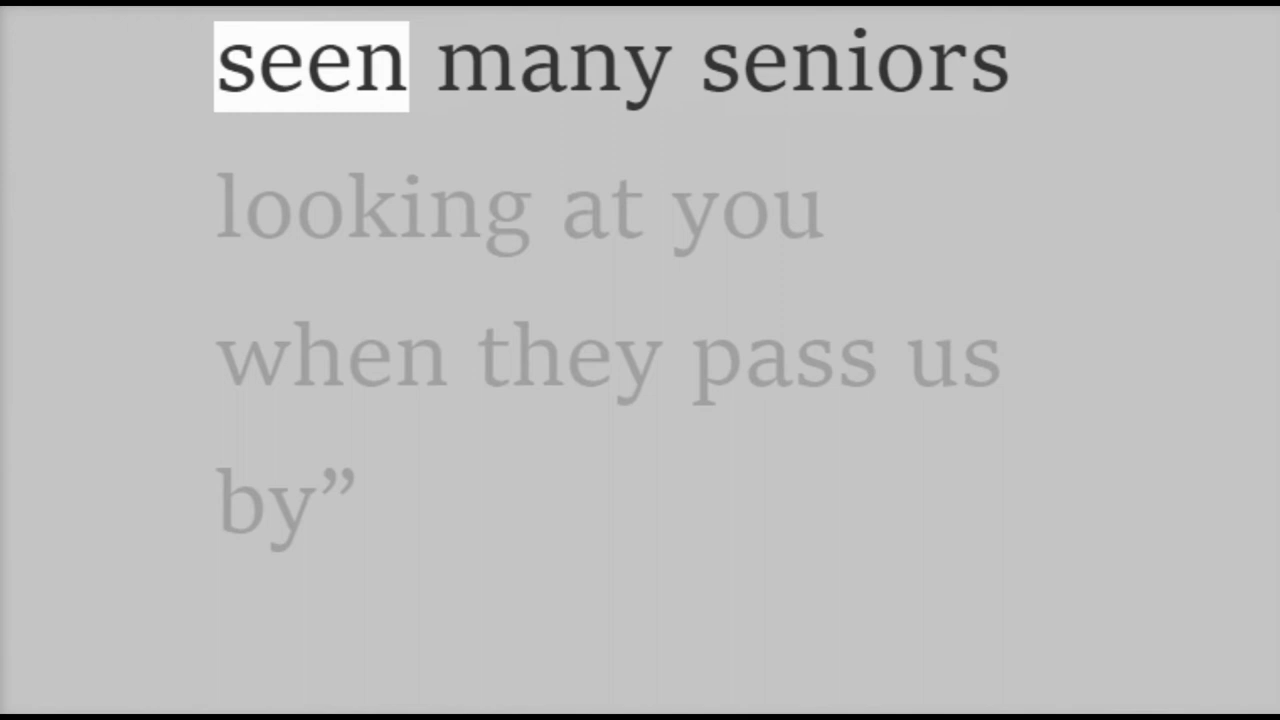 seen many seniors
looking at you
when they pass us
by”